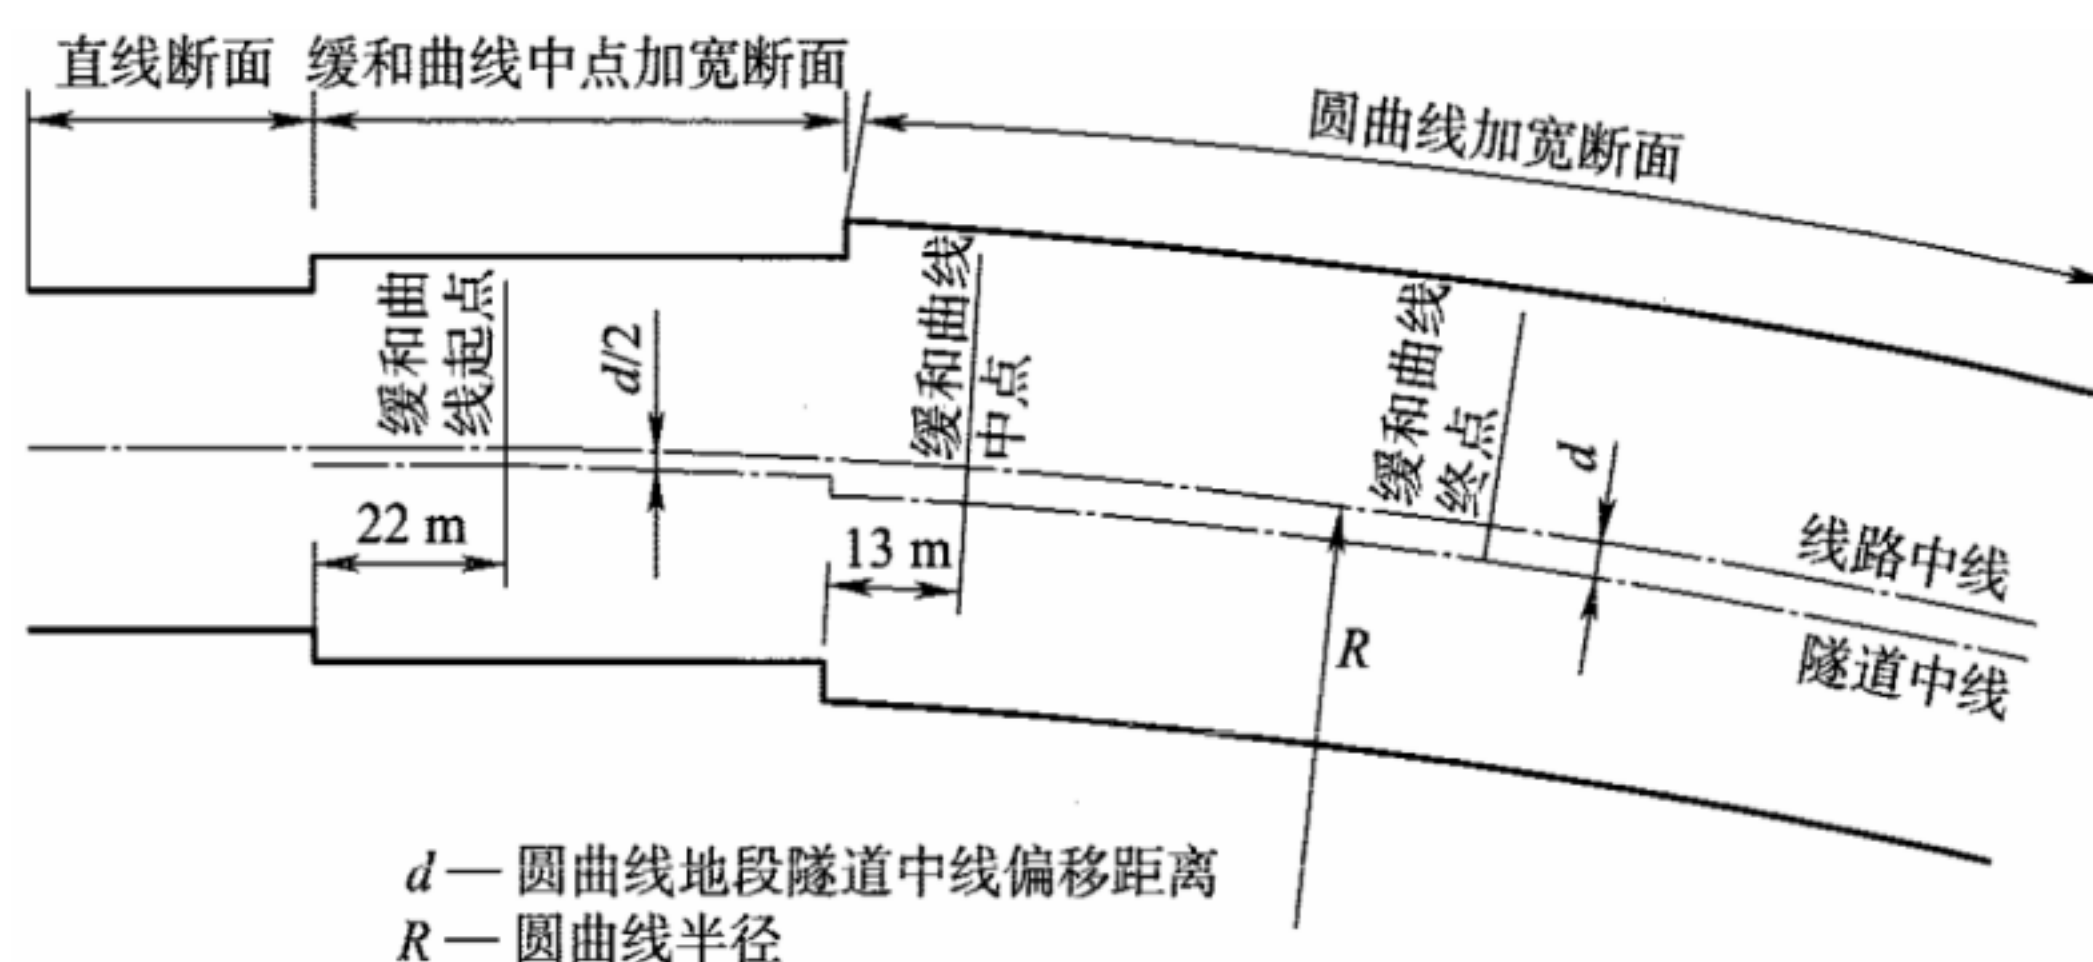 直线断面
缓和曲线中点加宽断面
圆曲线加宽断面
缓和曲
线起点
d/2
缓和曲线
中点
缓和曲线
终点
d
22 m
13 m
R
线路中线
隧道中线
d — 圆曲线地段隧道中线偏移距离
R — 圆曲线半径